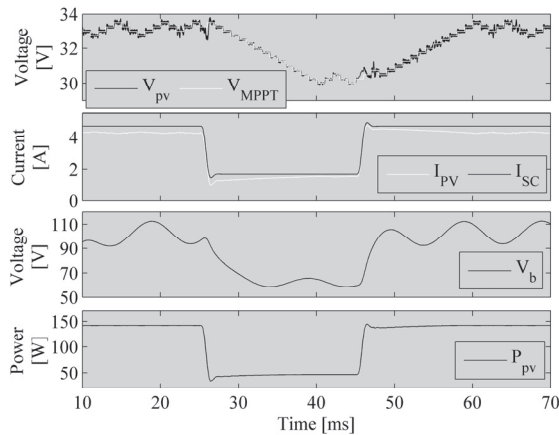 34
32
30
Voltage
[V]
V_pv V_MPPT
4
2
0
Current
[A]
I_PV I_SC
110
90
70
50
Voltage
[V]
V_b
150
100
50
Power
[W]
P_pv
10 20 30 40 50 60 70
Time [ms]